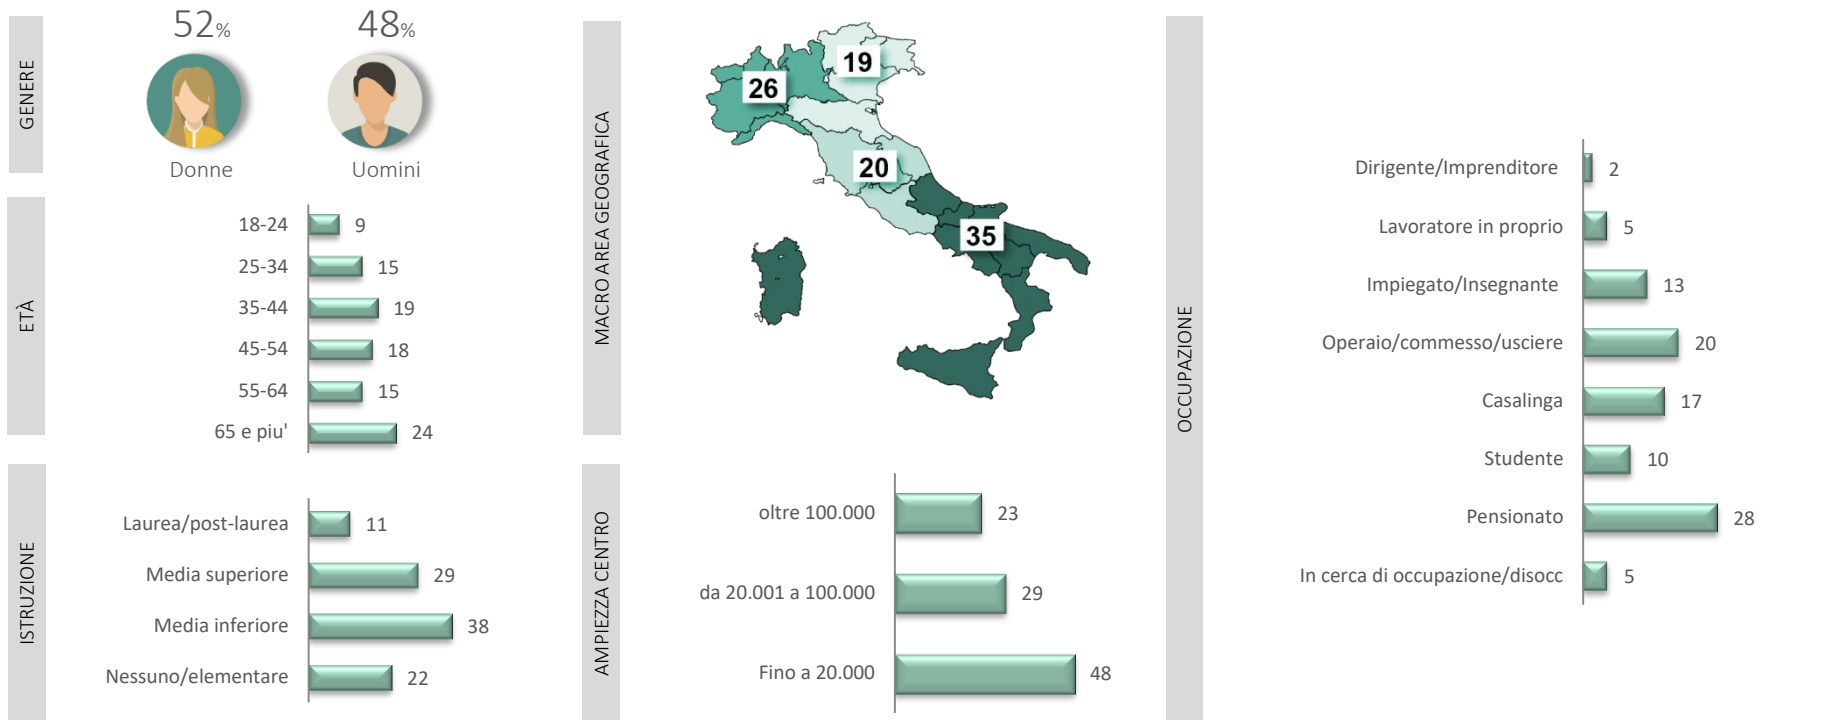 GENERE
52%
48%
Donne
Uomini
ETÀ
18-24 9
25-34 15
35-44 19
45-54 18
55-64 15
65 e piu' 24
ISTRUZIONE
Laurea/post-laurea 11
Media superiore 29
Media inferiore 38
Nessuno/elementare 22
MACRO AREA GEOGRAFICA
19
26
20
35
AMPIEZZA CENTRO
oltre 100.000 23
da 20.001 a 100.000 29
Fino a 20.000 48
OCCUPAZIONE
Dirigente/Imprenditore 2
Lavoratore in proprio 5
Impiegato/Insegnante 13
Operaio/commesso/usciere 20
Casalinga 17
Studente 10
Pensionato 28
In cerca di occupazione/disocc 5